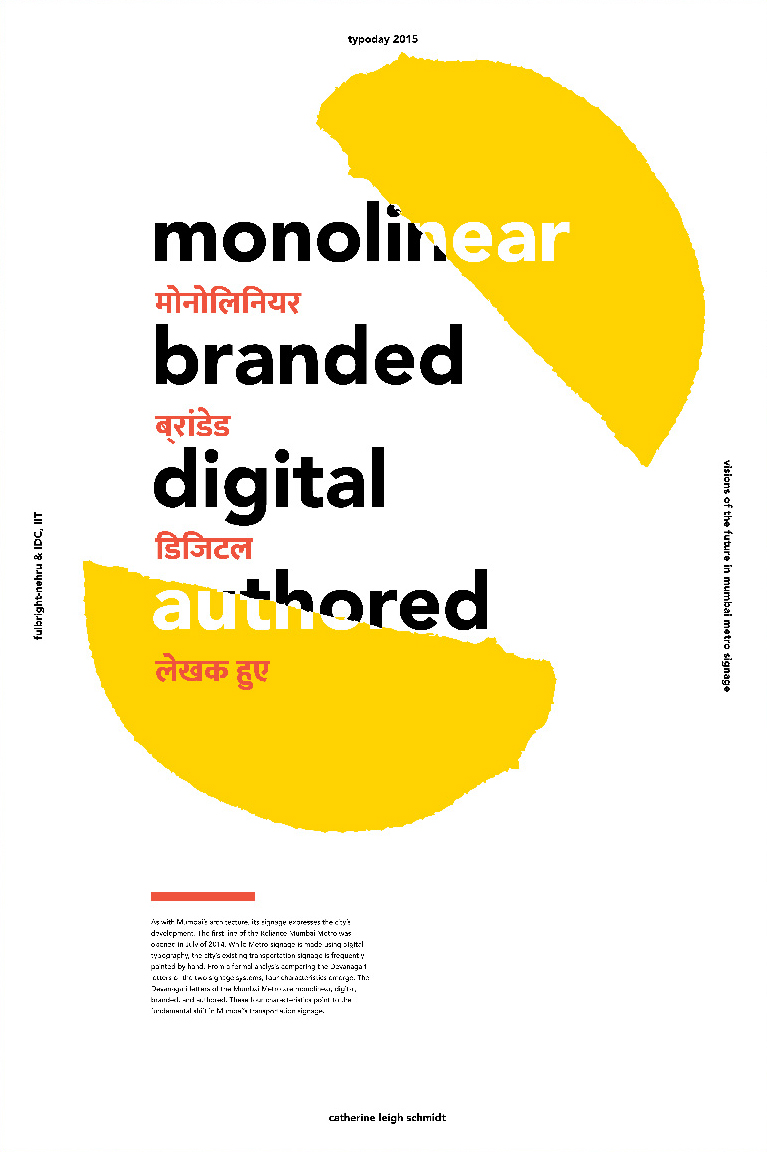 typoday 2015
monolinear
मोनोलिनियर
branded
ब्रांडेड
digital
डिजिटल
authored
लेखक हुए
fulbright-nehru & IDC, IIT
visions of the future in mumbai metro signage
As with Mumbai's architecture, its signage expresses the city's
development. The first line of the Reliance Mumbai Metro was
opened in July of 2014. While Metro signage is made using digital
typography, the city's existing transportation signage is frequently
painted by hand. From a formal analysis comparing the Devanagari
letters of the two signage systems, four characteristics emerge. The
Devanagari letters of the Mumbai Metro are monolinear, digital,
branded, and authored. These four characteristics point to the
fundamental shift in Mumbai's transportation signage.
catherine leigh schmidt